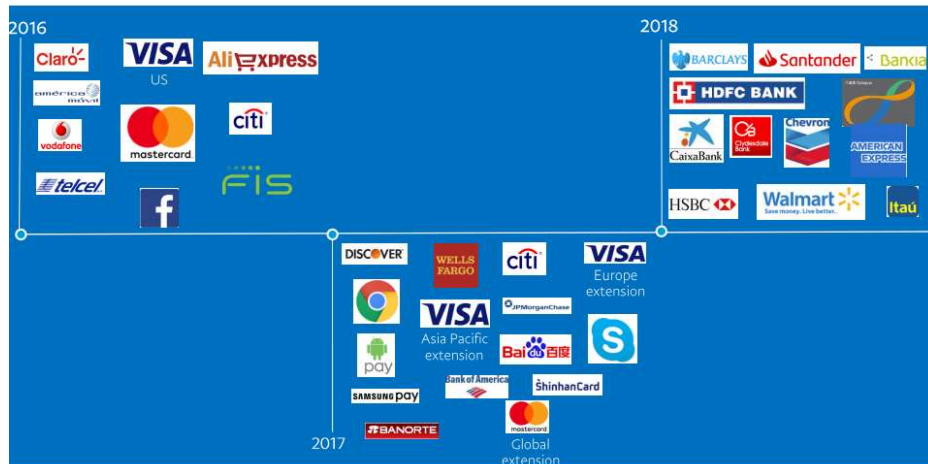 2016
Claro
VISA
US
AliExpress
américa
móvil
vodafone
mastercard
citi
telcel
FIS
f
2018
BARCLAYS
Santander
Bankia
HDFC BANK
CaixaBank
Clydesdale
Bank
Chevron
AMERICAN
EXPRESS
HSBC
Walmart
Save money. Live better.
Itaú
2017
DISCOVER
WELLS
FARGO
citi
VISA
Europe
extension
VISA
Asia Pacific
extension
JPMorganChase
pay
Bai du 百度
S
SAMSUNG pay
Bank of America
ShinhanCard
BANORTE
mastercard
Global
extension